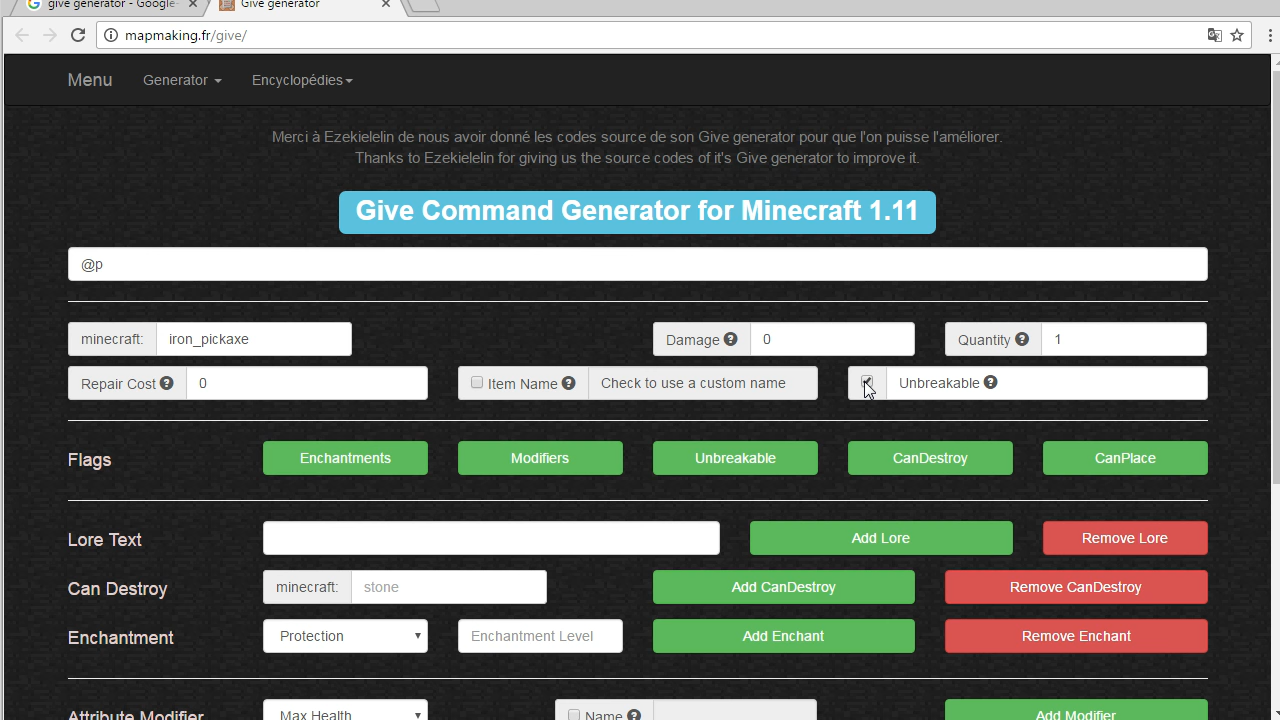 give generator - Google
Give generator
mapmaking.fr/give/
Menu Generator Encyclopédies
Merci à Ezekielelin de nous avoir donné les codes source de son Give generator pour que l'on puisse l'améliorer.
Thanks to Ezekielelin for giving us the source codes of it's Give generator to improve it.
Give Command Generator for Minecraft 1.11
@p
minecraft: iron_pickaxe Damage 0 Quantity 1
Repair Cost 0 Item Name Check to use a custom name Unbreakable
Flags Enchantments Modifiers Unbreakable CanDestroy CanPlace
Lore Text Add Lore Remove Lore
Can Destroy minecraft: stone Add CanDestroy Remove CanDestroy
Enchantment Protection Enchantment Level Add Enchant Remove Enchant
Attribute Modifier Max Health Name Add Modifier